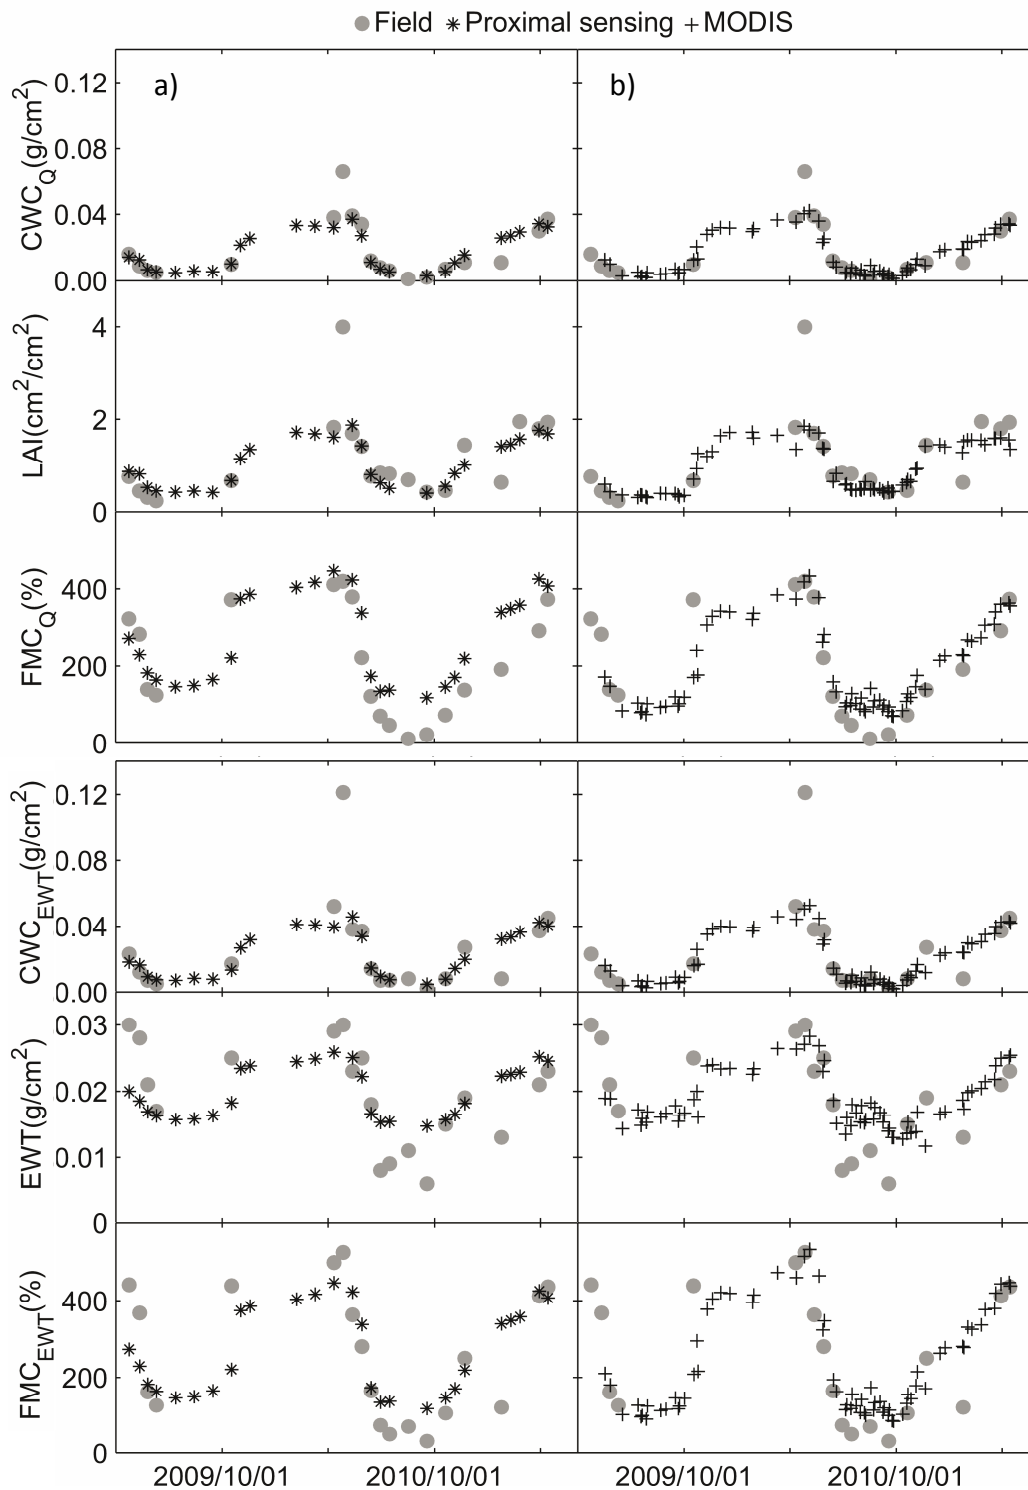 Field Proximal sensing MODIS
a) b)
CWC_Q(g/cm²)
0.12
0.08
0.04
0.00
LAI(cm²/cm²)
4
2
0
FMC_Q(%)
400
200
0
CWC_EWT(g/cm²)
0.12
0.08
0.04
0.00
EWT(g/cm²)
0.03
0.02
0.01
0
FMC_EWT(%)
400
200
0
2009/10/01 2010/10/01 2009/10/01 2010/10/01